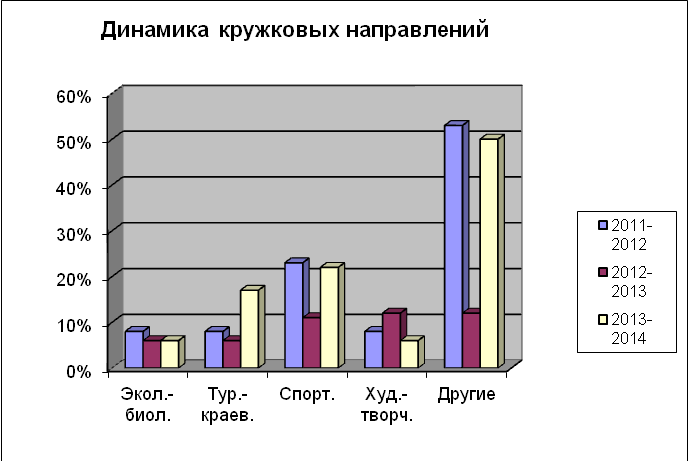 Динамика кружковых направлений
60%
50%
40%
30%
20%
10%
0%
Экол.-
биол.
Тур.-
краев.
Спорт.
Худ.-
творч.
Другие
2011-
2012
2012-
2013
2013-
2014